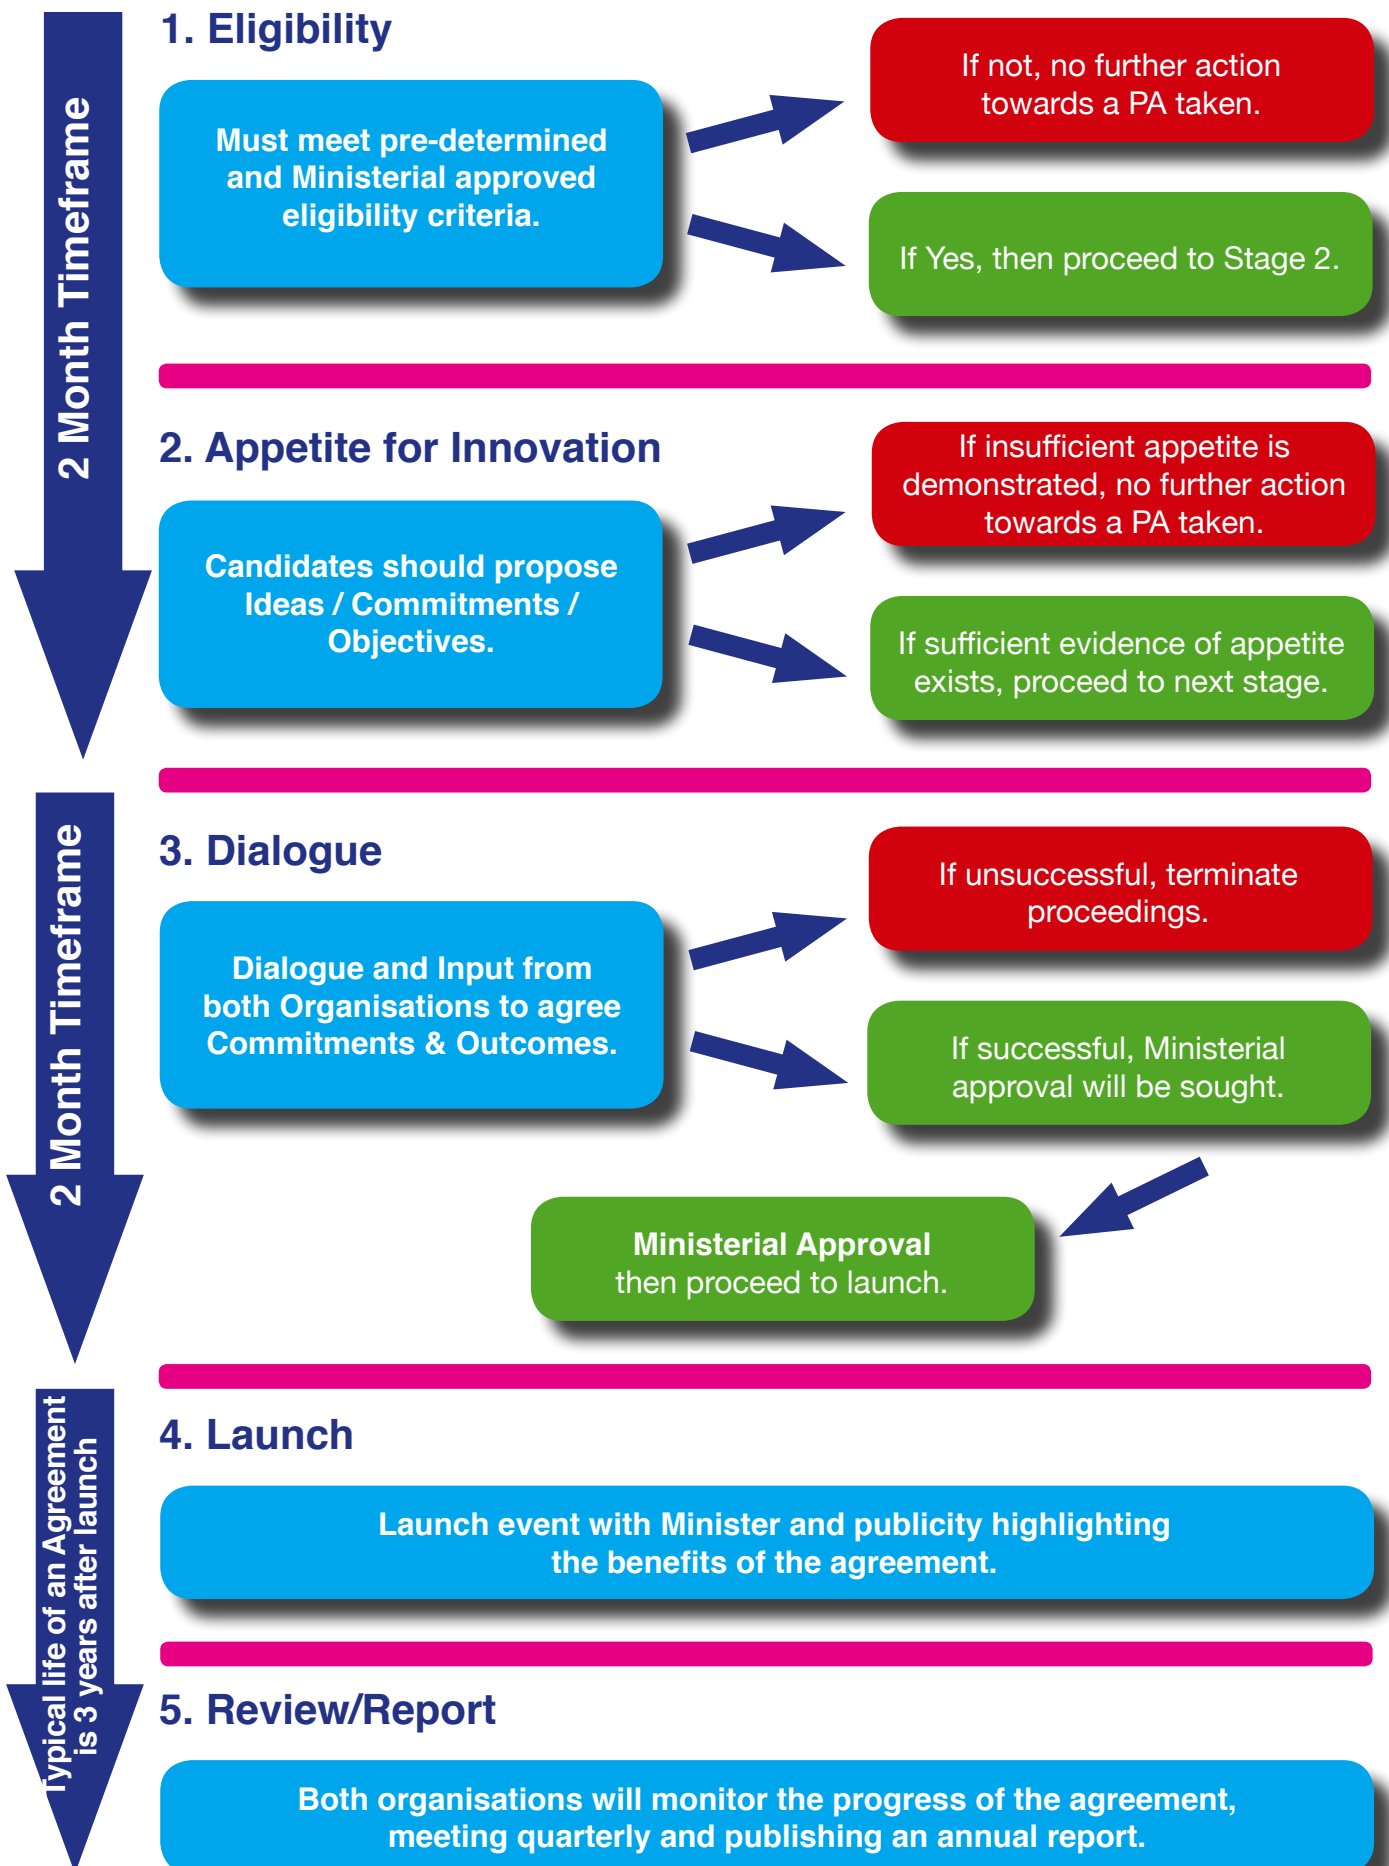 2 Month Timeframe
1. Eligibility
Must meet pre-determined
and Ministerial approved
eligibility criteria.
If not, no further action
towards a PA taken.
If Yes, then proceed to Stage 2.
2. Appetite for Innovation
Candidates should propose
Ideas / Commitments /
Objectives.
If insufficient appetite is
demonstrated, no further action
towards a PA taken.
If sufficient evidence of appetite
exists, proceed to next stage.
2 Month Timeframe
3. Dialogue
Dialogue and Input from
both Organisations to agree
Commitments & Outcomes.
If unsuccessful, terminate
proceedings.
If successful, Ministerial
approval will be sought.
Ministerial Approval
then proceed to launch.
Typical life of an Agreement
is 3 years after launch
4. Launch
Launch event with Minister and publicity highlighting
the benefits of the agreement.
5. Review/Report
Both organisations will monitor the progress of the agreement,
meeting quarterly and publishing an annual report.